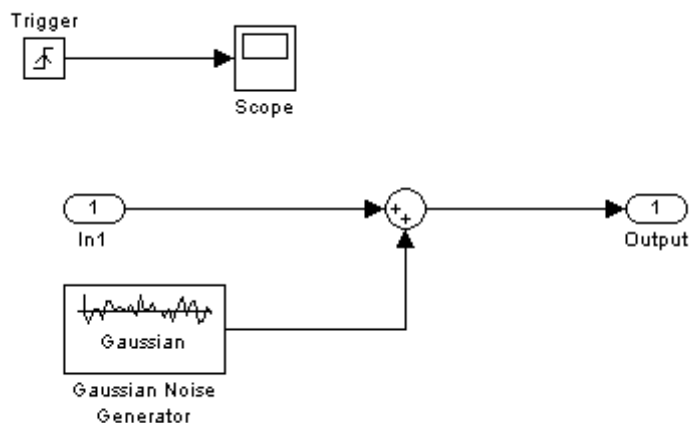 Trigger
Scope
1
+
+
1
In1
Output
Gaussian
Gaussian Noise
Generator